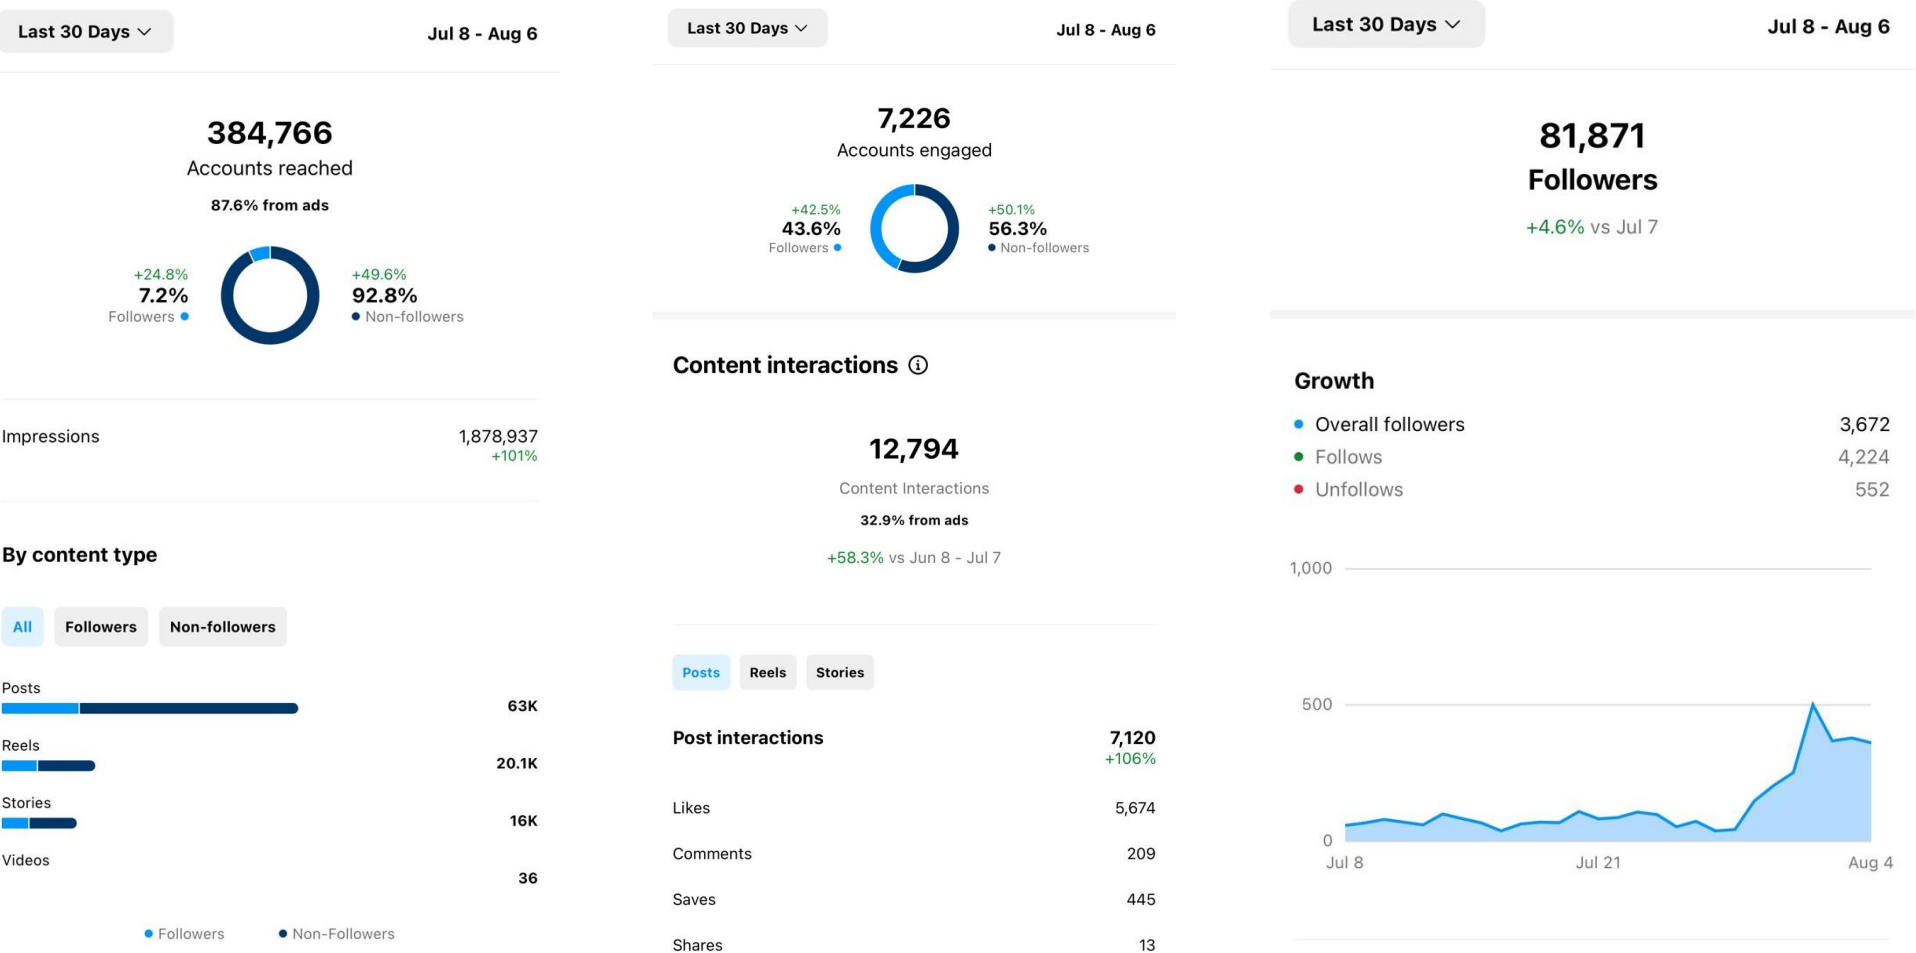 Last 30 Days
Jul 8 - Aug 6
384,766
Accounts reached
87.6% from ads
+24.8%
7.2%
Followers
+49.6%
92.8%
Non-followers
Impressions 1,878,937
+101%
By content type
All Followers Non-followers
Posts
63K
Reels
20.1K
Stories
16K
Videos
36
Followers Non-Followers
Last 30 Days
Jul 8 - Aug 6
7,226
Accounts engaged
+42.5%
43.6%
Followers
+50.1%
56.3%
Non-followers
Content interactions
12,794
Content Interactions
32.9% from ads
+58.3% vs Jun 8 - Jul 7
Posts Reels Stories
Post interactions 7,120
+106%
Likes 5,674
Comments 209
Saves 445
Shares 13
Last 30 Days
Jul 8 - Aug 6
81,871
Followers
+4.6% vs Jul 7
Growth
Overall followers 3,672
Follows 4,224
Unfollows 552
1,000
500
0
Jul 8 Jul 21 Aug 4